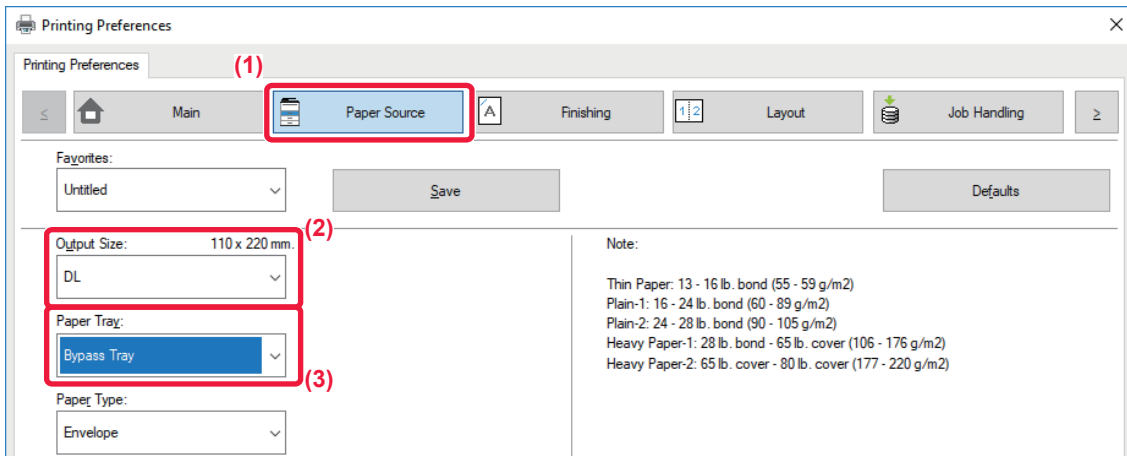 Printing Preferences
Printing Preferences
(1)
≤
Main
Paper Source
A
Finishing
1 2
Layout
Job Handling
≥
Favorites:
Untitled
Save
Defaults
(2)
Output Size: 110 x 220 mm.
DL
Paper Tray:
Bypass Tray
(3)
Paper Type:
Envelope
Note:
Thin Paper: 13 - 16 lb. bond (55 - 59 g/m2)
Plain-1: 16 - 24 lb. bond (60 - 89 g/m2)
Plain-2: 24 - 28 lb. bond (90 - 105 g/m2)
Heavy Paper-1: 28 lb. bond - 65 lb. cover (106 - 176 g/m2)
Heavy Paper-2: 65 lb. cover - 80 lb. cover (177 - 220 g/m2)